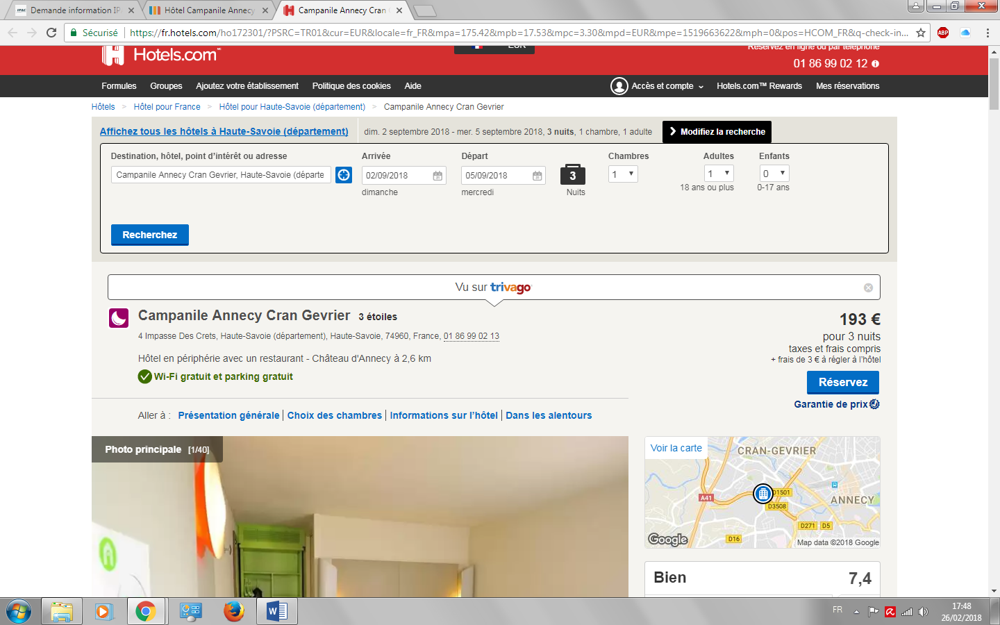 Demande information IP
Hôtel Campanile Annecy
Campanile Annecy Cran
Sécurisé
https://fr.hotels.com/ho172301/?PSRC=TR01&cur=EUR&locale=fr_FR&mpa=175.42&mpb=17.53&mpc=3.30&mpd=EUR&mpe=1519663622&mph=0&pos=HCOM_FR&q-check-in...
ABP
Hotels.com
EUR
Réservez en ligne ou par téléphone
01 86 99 02 12
Formules Groupes Ajoutez votre établissement Politique des cookies Aide
Accès et compte Hotels.com™ Rewards Mes réservations
Hôtels > Hôtel pour France > Hôtel pour Haute-Savoie (département) > Campanile Annecy Cran Gevrier
Affichez tous les hôtels à Haute-Savoie (département)
dim. 2 septembre 2018 - mer. 5 septembre 2018, 3 nuits, 1 chambre, 1 adulte
Modifiez la recherche
Destination, hôtel, point d'intérêt ou adresse Arrivée Départ Chambres Adultes Enfants
Campanile Annecy Cran Gevrier, Haute-Savoie (départe 02/09/2018 05/09/2018 3 1 1 0
dimanche mercredi Nuits 18 ans ou plus 0-17 ans
Recherchez
Vu sur trivago
Campanile Annecy Cran Gevrier 3 étoiles
4 Impasse Des Crets, Haute-Savoie (département), Haute-Savoie, 74960, France, 01 86 99 02 13
Hôtel en périphérie avec un restaurant - Château d'Annecy à 2,6 km
Wi-Fi gratuit et parking gratuit
193 €
pour 3 nuits
taxes et frais compris
+ frais de 3 € à régler à l'hôtel
Réservez
Garantie de prix
Aller à : Présentation générale Choix des chambres Informations sur l'hôtel Dans les alentours
Photo principale [1/40]
Voir la carte
CRAN-GEVRIER
A41
D1501
ANNECY
D3508
D271 D5
D16
Google
Map data ©2018 Google
Bien 7,4
FR
17:48
26/02/2018